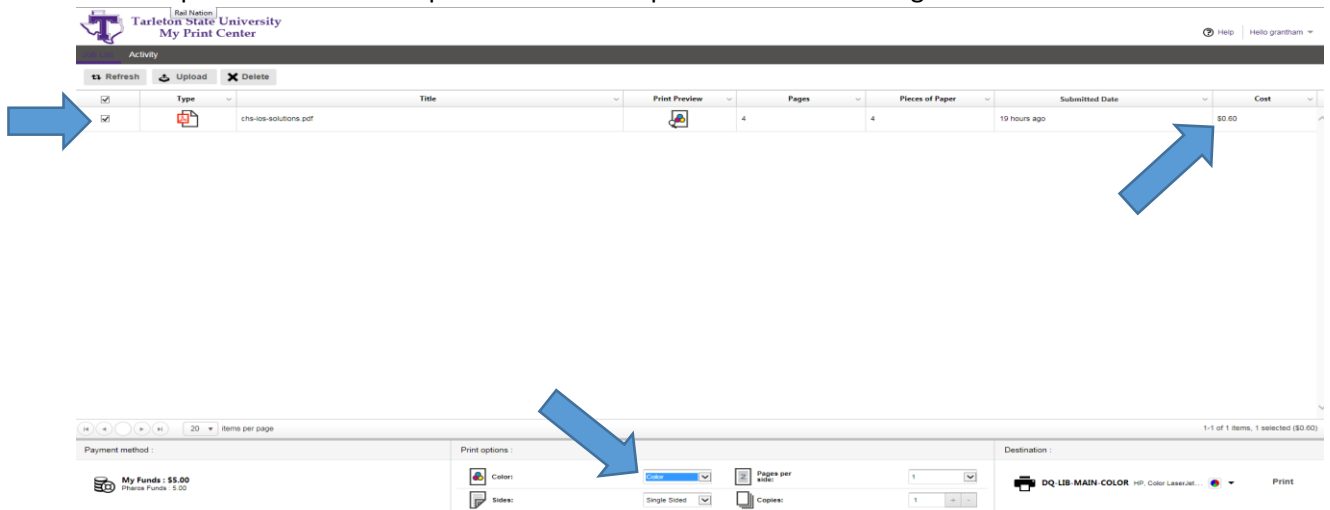 Rail Nation
Tarleton State University
My Print Center
Help
Hello grantham
Activity
Refresh Upload Delete
Type Title Print Preview Pages Pieces of Paper Submitted Date Cost
chs-ios-solutions.pdf 4 4 19 hours ago $0.60
20 items per page
1-1 of 1 items, 1 selected ($0.60)
Payment method : Print options : Destination :
My Funds : $5.00
Pharos Funds : 5.00
Color: Color Pages per side: 1
Sides: Single Sided Copies: 1
DQ-LIB-MAIN-COLOR HP, Color LaserJet... Print